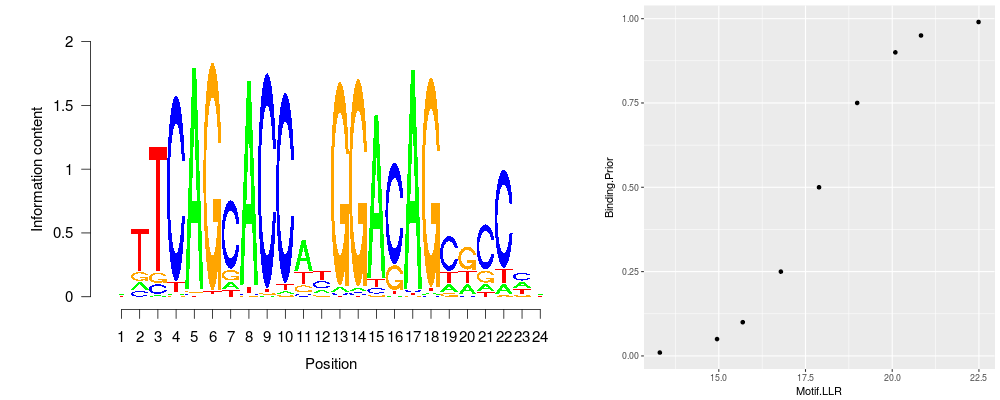 2
1.5
1
0.5
0
Information content
T T C A G C A C C A G G A C A G C G C C
1 2 3 4 5 6 7 8 9 10 11 12 13 14 15 16 17 18 19 20 21 22 23 24
Position
1.00
0.75
0.50
0.25
0.00
Binding.Prior
15.0 17.5 20.0 22.5
Motif.LLR